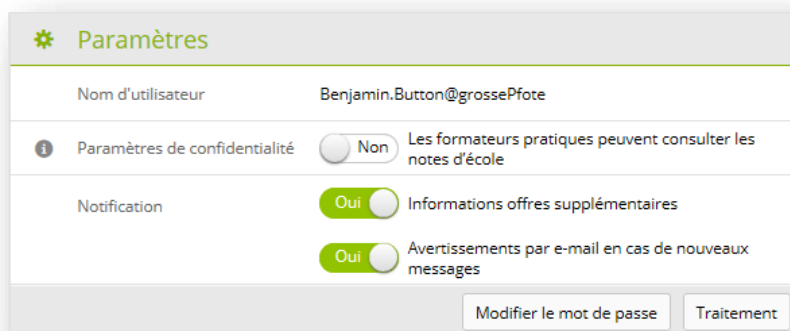 Paramètres
Nom d'utilisateur Benjamin.Button@grossePfote
Paramètres de confidentialité Non Les formateurs pratiques peuvent consulter les
notes d'école
Notification Oui Informations offres supplémentaires
Oui Avertissements par e-mail en cas de nouveaux
messages
Modifier le mot de passe Traitement